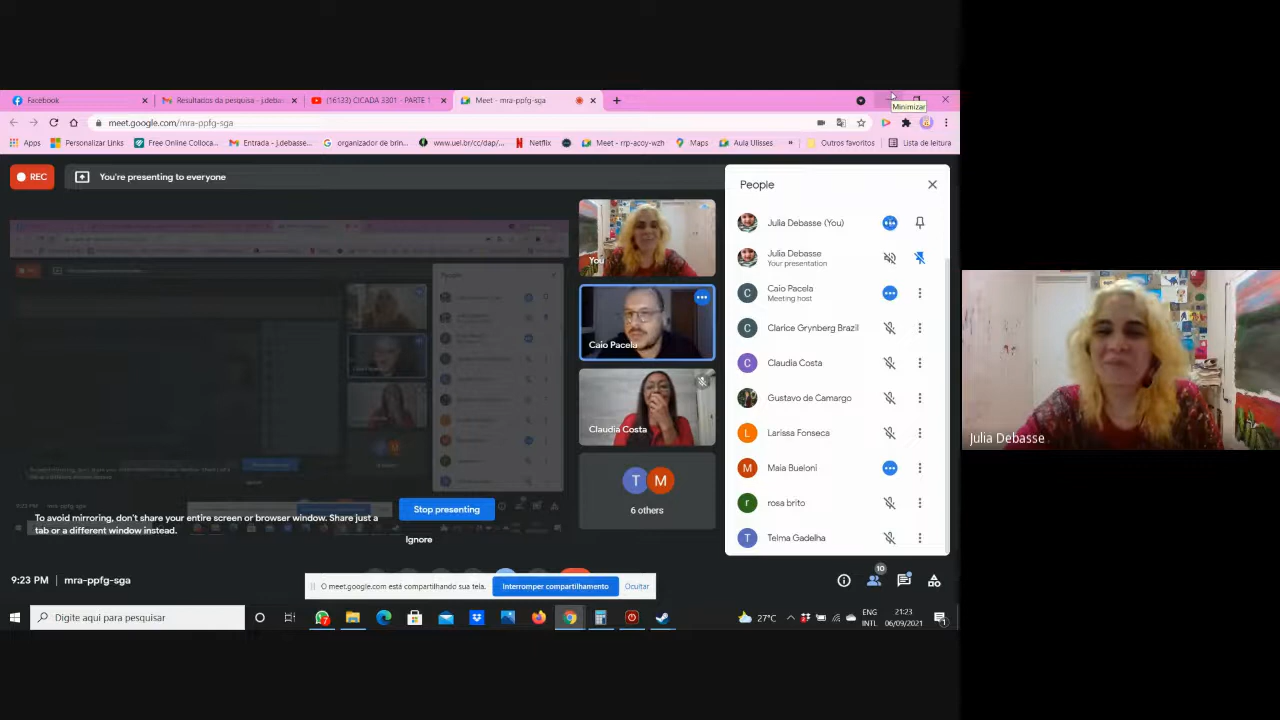 Facebook
Resultados da pesquisa - j.debas
(16133) CICADA 3301 - PARTE 1
Meet - mra-ppfg-sga
Minimizar
meet.google.com/mra-ppfg-sga
Apps
Personalizar Links
Free Online Colloca...
Entrada - j.debasse...
organizador de brin...
www.uel.br/cc/dap/...
Netflix
Meet - rrp-acoy-wzh
Maps
Aula Ulisses
»
Outros favoritos
Lista de leitura
REC
You're presenting to everyone
People
Julia Debasse (You)
Julia Debasse
Your presentation
Caio Pacela
Meeting host
Clarice Grynberg Brazil
Claudia Costa
Gustavo de Camargo
Larissa Fonseca
Maia Bueloni
rosa brito
Telma Gadelha
C
C
C
L
M
r
T
You
Caio Pacela
Claudia Costa
T M
6 others
To avoid mirroring, don't share your entire screen or browser window. Share just a
tab or a different window instead.
Stop presenting
Ignore
9:23 PM | mra-ppfg-sga
O meet.google.com está compartilhando sua tela.
Interromper compartilhamento
Ocultar
10
Digite aqui para pesquisar
27°C
ENG
INTL
21:23
06/09/2021
Julia Debasse